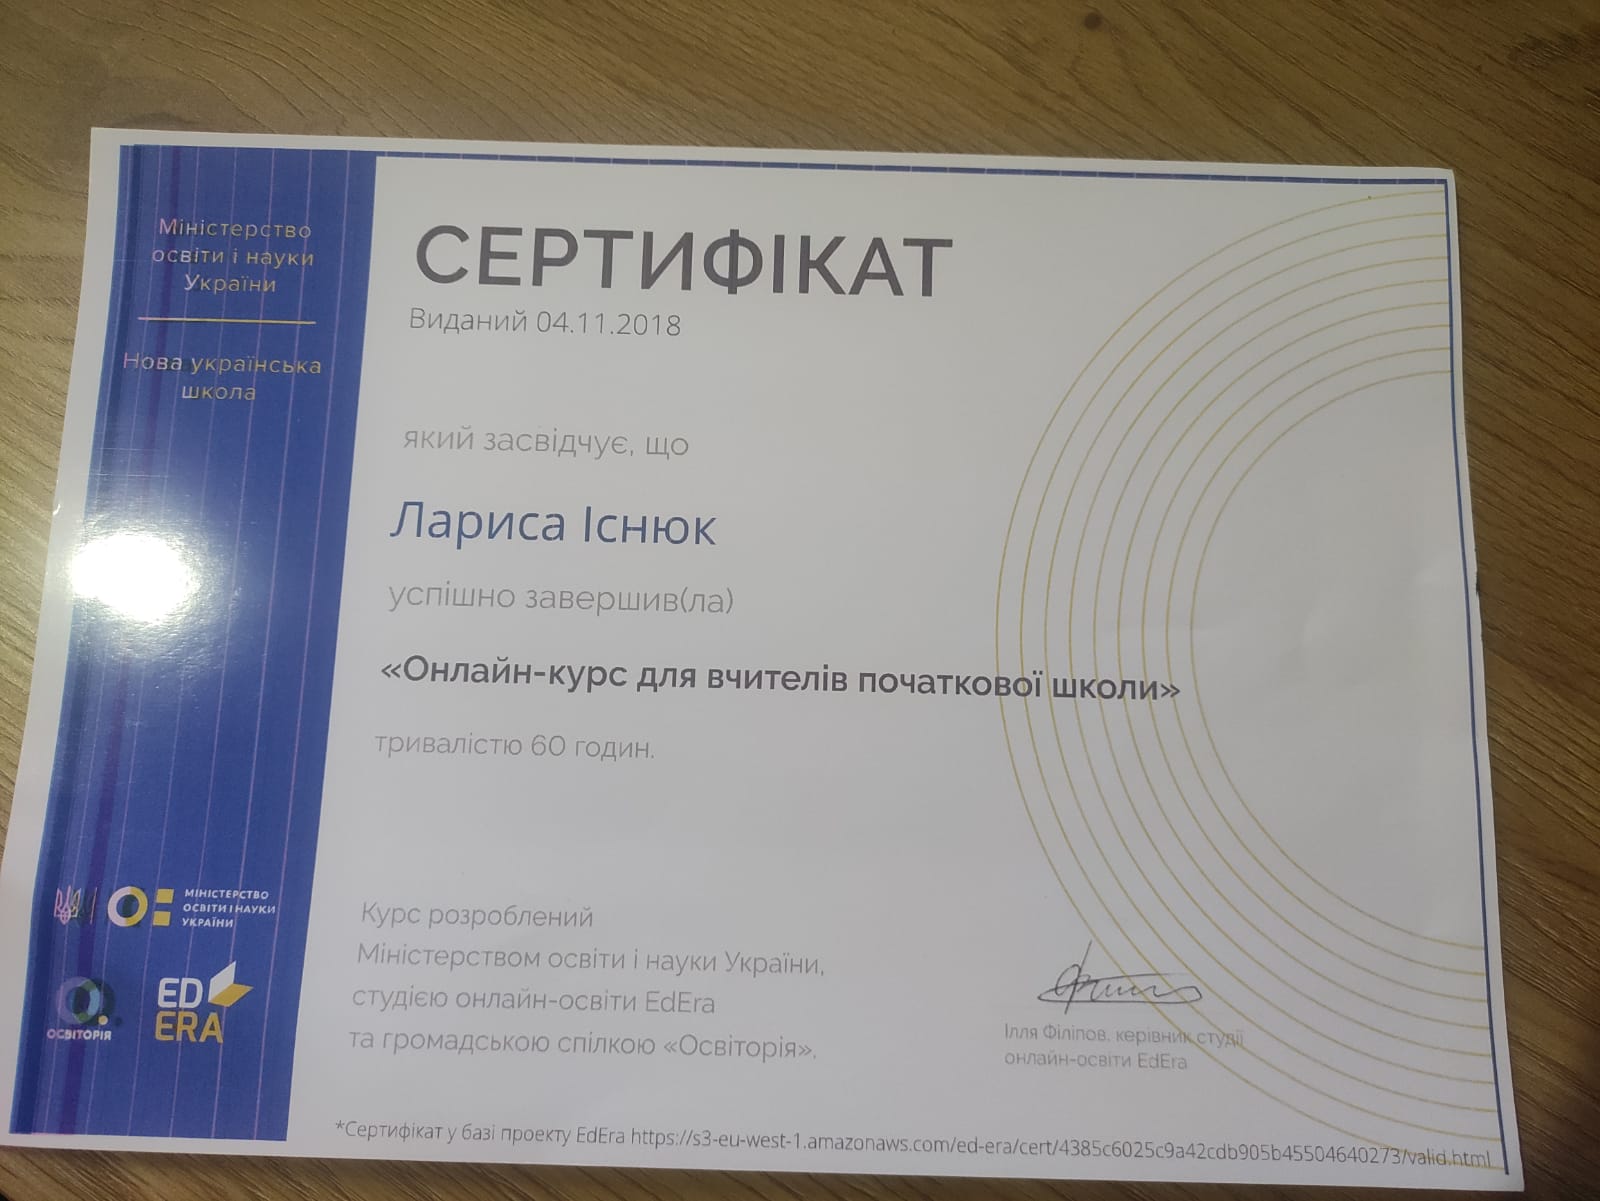 Міністерство
освіти і науки
України
Нова українська
школа
СЕРТИФІКАТ
Виданий 04.11.2018
який засвідчує, що
Лариса Існюк
успішно завершив(ла)
«Онлайн-курс для вчителів початкової школи»
тривалістю 60 годин.
МІНІСТЕРСТВО
ОСВІТИ І НАУКИ
УКРАЇНИ
ОСВІТОРІЯ
ED
ERA
Курс розроблений
Міністерством освіти і науки України,
студією онлайн-освіти EdEra
та громадською спілкою «Освіторія».
Ілля Філіпов, керівник студії
онлайн-освіти EdEra
*Сертифікат у базі проекту EdEra https://s3-eu-west-1.amazonaws.com/ed-era/cert/4385c6025c9a42cdb905b45504640273/valid.html